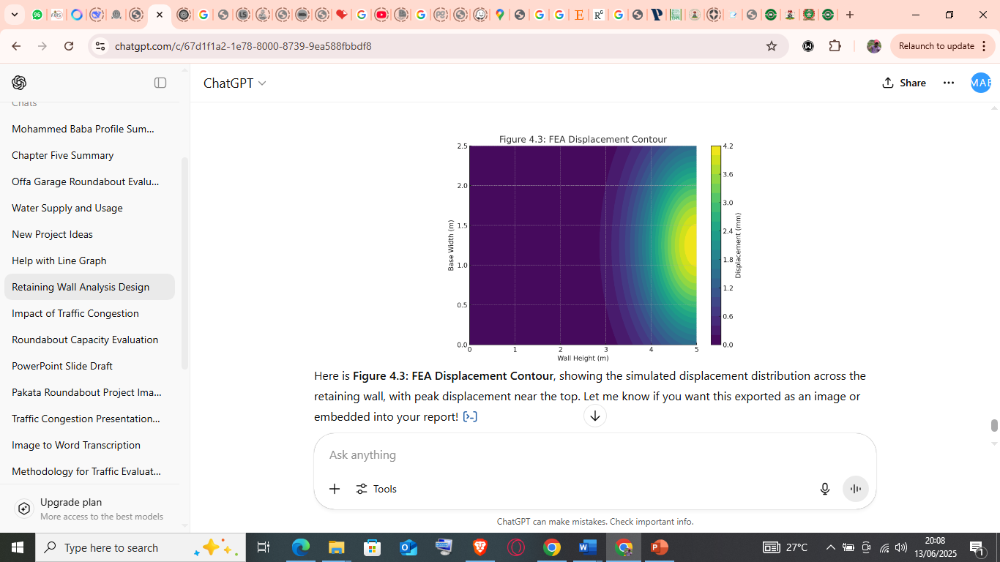 96
chatgpt.com/c/67d1f1a2-1e78-8000-8739-9ea588fbbdf8
Relaunch to update
ChatGPT
Share
MAB
Chats
Mohammed Baba Profile Sum...
Chapter Five Summary
Offa Garage Roundabout Evalu...
Water Supply and Usage
New Project Ideas
Help with Line Graph
Retaining Wall Analysis Design
Impact of Traffic Congestion
Roundabout Capacity Evaluation
PowerPoint Slide Draft
Pakata Roundabout Project Ima...
Traffic Congestion Presentation...
Image to Word Transcription
Methodology for Traffic Evaluat...
Upgrade plan
More access to the best models
Figure 4.3: FEA Displacement Contour
Base Width (m)
2.5
2.0
1.5
1.0
0.5
0.0
0 1 2 3 4 5
Wall Height (m)
4.2
3.6
3.0
2.4
1.8
1.2
0.6
0.0
Displacement (mm)
Here is Figure 4.3: FEA Displacement Contour, showing the simulated displacement distribution across the
retaining wall, with peak displacement near the top. Let me know if you want this exported as an image or
embedded into your report!
Ask anything
Tools
ChatGPT can make mistakes. Check important info.
Type here to search
27°C
20:08
13/06/2025
1